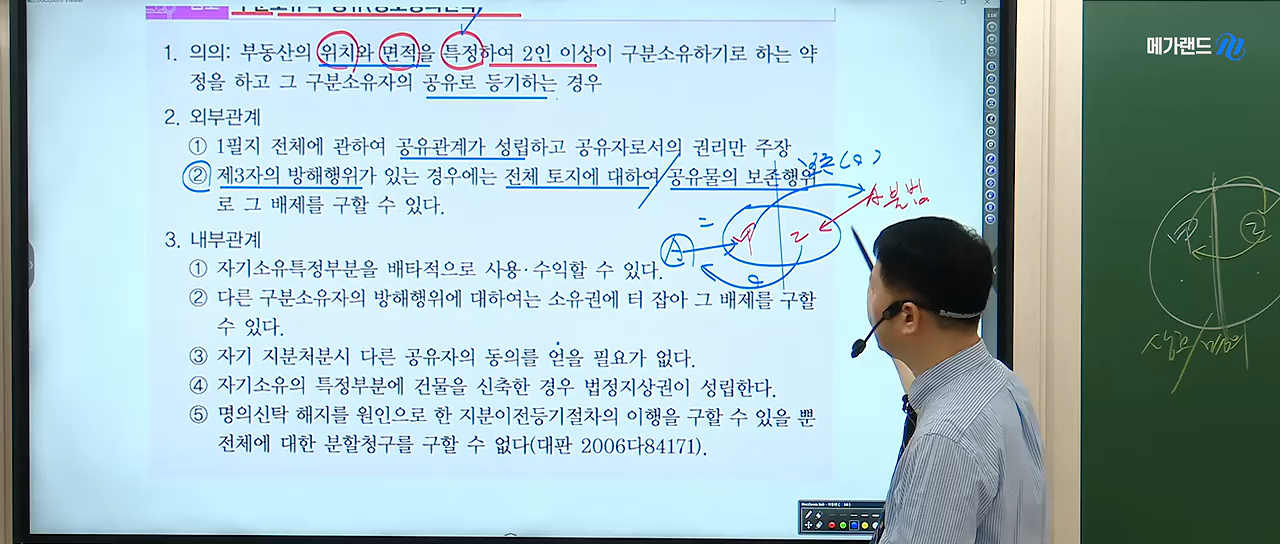 메가랜드
1. 의의: 부동산의 위치와 면적을 특정하여 2인 이상이 구분소유하기로 하는 약
정을 하고 그 구분소유자의 공유로 등기하는 경우
2. 외부관계
① 1필지 전체에 관하여 공유관계가 성립하고 공유자로서의 권리만 주장
② 제3자의 방해행위가 있는 경우에는 전체 토지에 대하여 공유물의 보존행위
로 그 배제를 구할 수 있다.
3. 내부관계
① 자기소유특정부분을 배타적으로 사용·수익할 수 있다.
② 다른 구분소유자의 방해행위에 대하여는 소유권에 터 잡아 그 배제를 구할
수 있다.
③ 자기 지분처분시 다른 공유자의 동의를 얻을 필요가 없다.
④ 자기소유의 특정부분에 건물을 신축한 경우 법정지상권이 성립한다.
⑤ 명의신탁 해지를 원인으로 한 지분이전등기절차의 이행을 구할 수 있을 뿐
전체에 대한 분할청구를 구할 수 없다(대판 2006다84171).
A
甲
乙